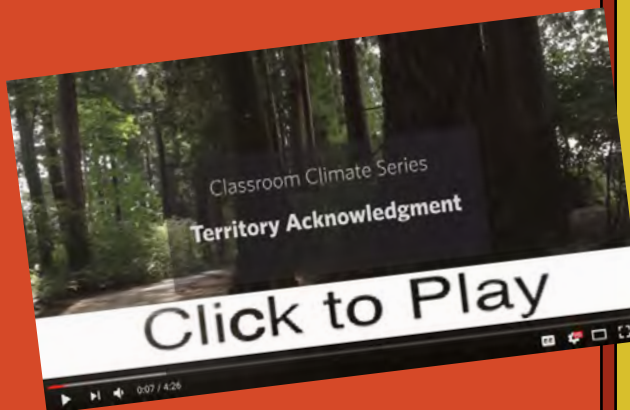 Classroom Climate Series
Territory Acknowledgment
Click to Play
0:07 / 4:26